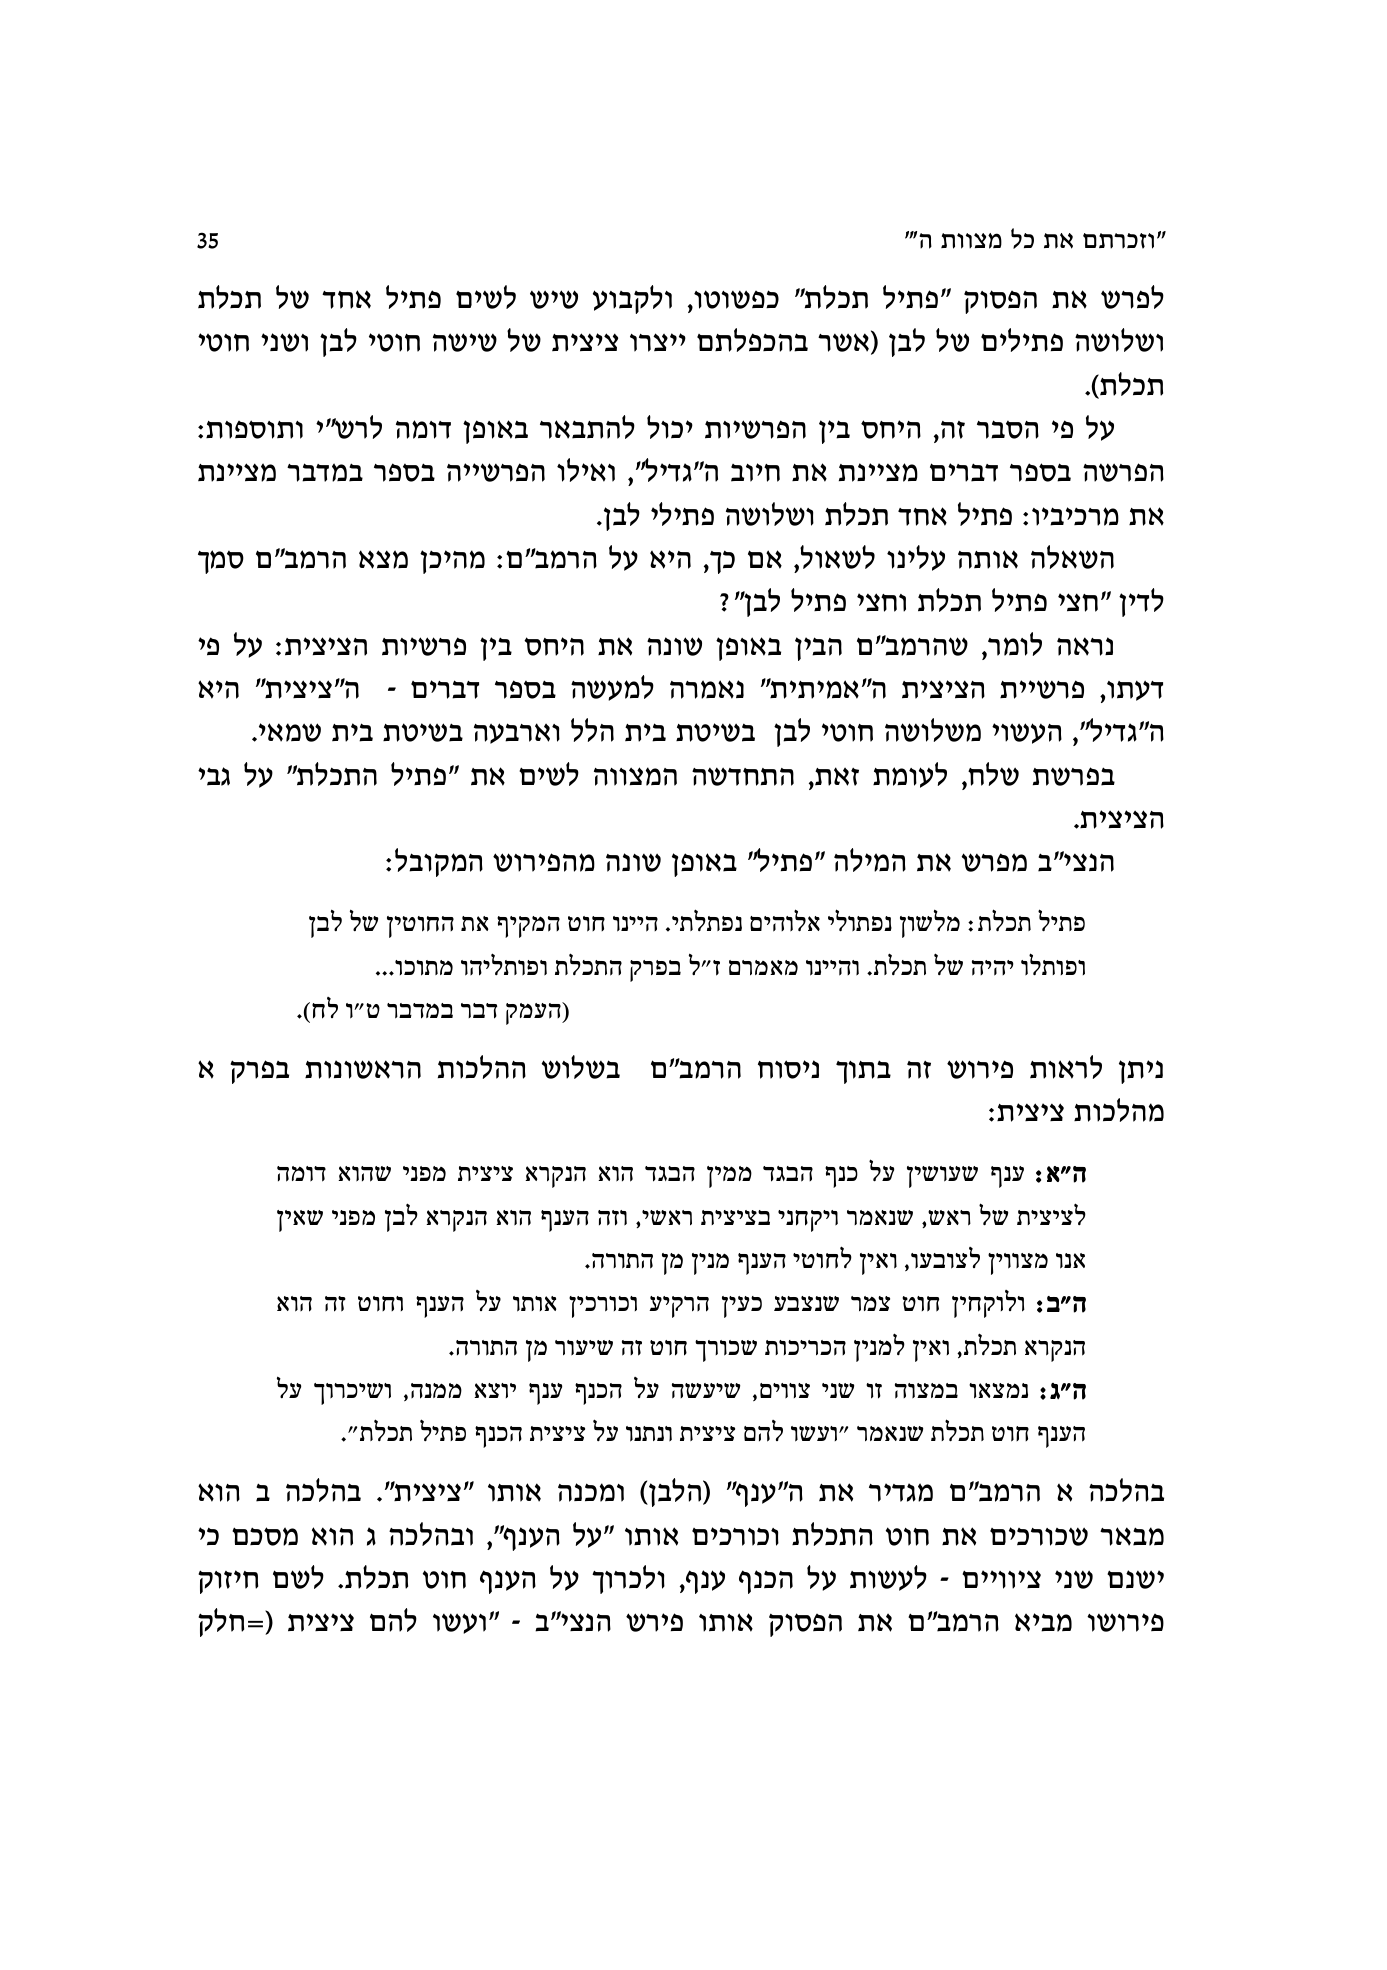 "וזכרתם את כל מצוות ה'" 35
לפרש את הפסוק "פתיל תכלת" כפשוטו, ולקבוע שיש לשים פתיל אחד של תכלת
ושלושה פתילים של לבן (אשר בהכפלתם ייצרו ציצית של שישה חוטי לבן ושני חוטי
תכלת).
על פי הסבר זה, היחס בין הפרשיות יכול להתבאר באופן דומה לרש"י ותוספות:
הפרשה בספר דברים מציינת את חיוב ה"גדיל", ואילו הפרשייה בספר במדבר מציינת
את מרכיביו: פתיל אחד תכלת ושלושה פתילי לבן.
השאלה אותה עלינו לשאול, אם כך, היא על הרמב"ם: מהיכן מצא הרמב"ם סמך
לדין "חצי פתיל תכלת וחצי פתיל לבן"?
נראה לומר, שהרמב"ם הבין באופן שונה את היחס בין פרשיות הציצית: על פי
דעתו, פרשיית הציצית ה"אמיתית" נאמרה למעשה בספר דברים - ה"ציצית" היא
ה"גדיל", העשוי משלושה חוטי לבן בשיטת בית הלל וארבעה בשיטת בית שמאי.
בפרשת שלח, לעומת זאת, התחדשה המצווה לשים את "פתיל התכלת" על גבי
הציצית.
הנצי"ב מפרש את המילה "פתיל" באופן שונה מהפירוש המקובל:
פתיל תכלת: מלשון נפתולי אלוהים נפתלתי. היינו חוט המקיף את החוטין של לבן
ופותלו יהיה של תכלת. והיינו מאמרם ז"ל בפרק התכלת ופותליהו מתוכו...
(העמק דבר במדבר ט"ו לח).
ניתן לראות פירוש זה בתוך ניסוח הרמב"ם בשלוש ההלכות הראשונות בפרק א
מהלכות ציצית:
ה"א: ענף שעושין על כנף הבגד ממין הבגד הוא הנקרא ציצית מפני שהוא דומה
לציצית של ראש, שנאמר ויקחני בציצית ראשי, וזה הענף הוא הנקרא לבן מפני שאין
אנו מצווין לצובעו, ואין לחוטי הענף מנין מן התורה.
ה"ב: ולוקחין חוט צמר שנצבע כעין הרקיע וכורכין אותו על הענף וחוט זה הוא
הנקרא תכלת, ואין למנין הכריכות שכורך חוט זה שיעור מן התורה.
ה"ג: נמצאו במצוה זו שני צווים, שיעשה על הכנף ענף יוצא ממנה, ושיכרוך על
הענף חוט תכלת שנאמר "ועשו להם ציצית ונתנו על ציצית הכנף פתיל תכלת".
בהלכה א הרמב"ם מגדיר את ה"ענף" (הלבן) ומכנה אותו "ציצית". בהלכה ב הוא
מבאר שכורכים את חוט התכלת וכורכים אותו "על הענף", ובהלכה ג הוא מסכם כי
ישנם שני ציוויים - לעשות על הכנף ענף, ולכרוך על הענף חוט תכלת. לשם חיזוק
פירושו מביא הרמב"ם את הפסוק אותו פירש הנצי"ב - "ועשו להם ציצית (=חלק